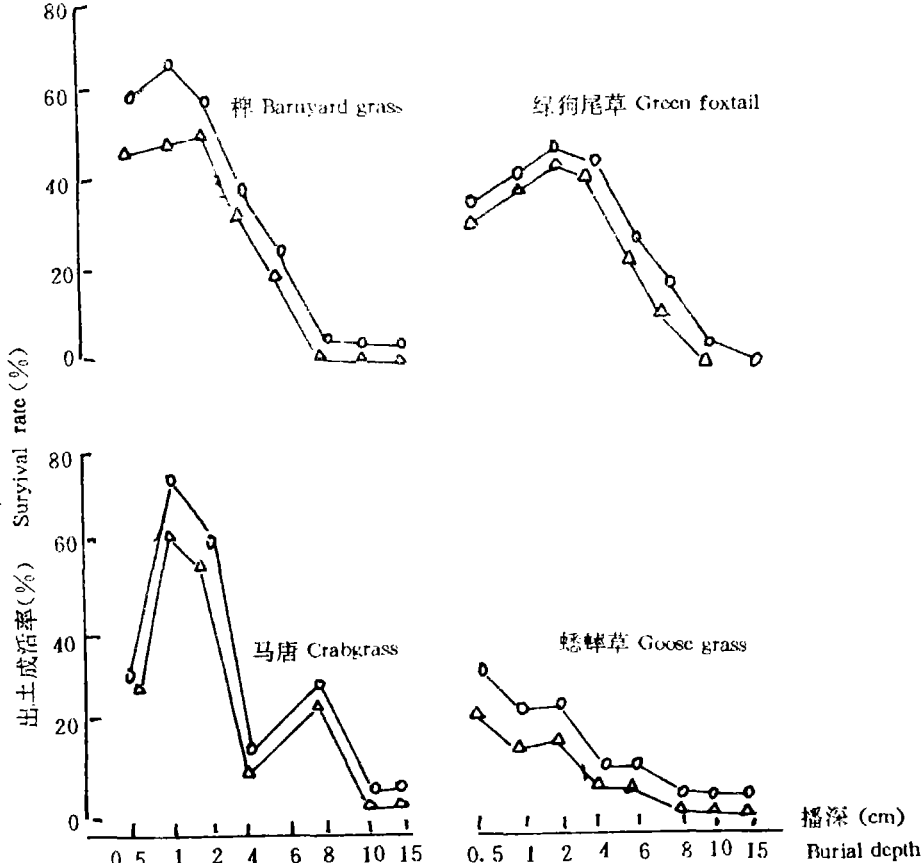 80
60
40
20
0
稗 Barnyard grass
绿狗尾草 Green foxtail
出土成活率(%) Suryival rate (%)
80
60
40
20
0
马唐 Crabgrass
蟋蟀草 Goose grass
播深 (cm)
0.5 1 2 4 6 8 10 15
0.5 1 2 4 6 8 10 15
Burial depth